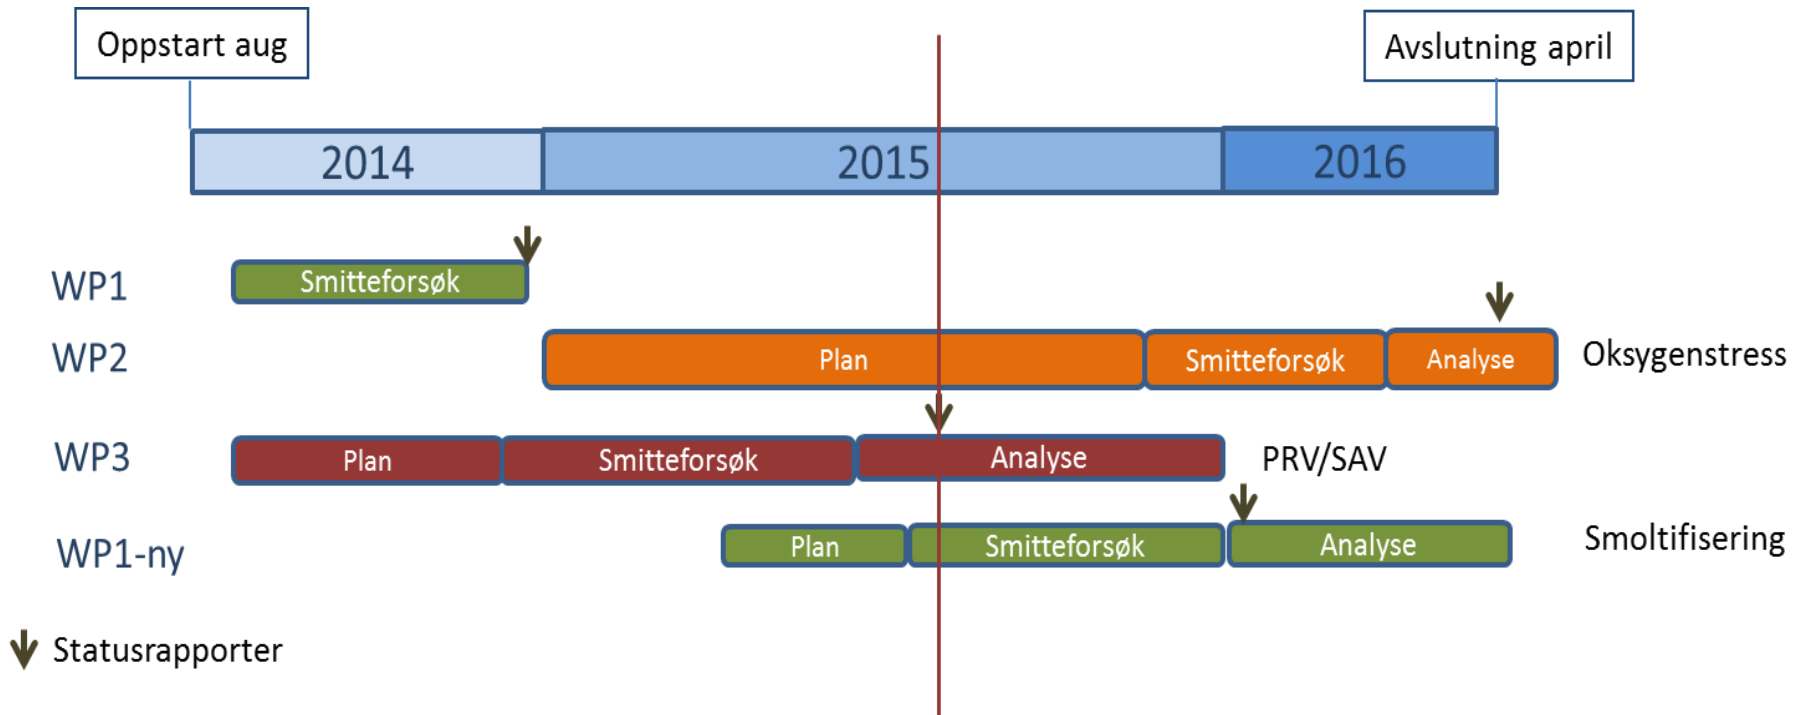 Oppstart aug
Avslutning april
2014
2015
2016
WP1
Smitteforsøk
WP2
Plan
Smitteforsøk
Analyse
Oksygenstress
WP3
Plan
Smitteforsøk
Analyse
PRV/SAV
WP1-ny
Plan
Smitteforsøk
Analyse
Smoltifisering
Statusrapporter